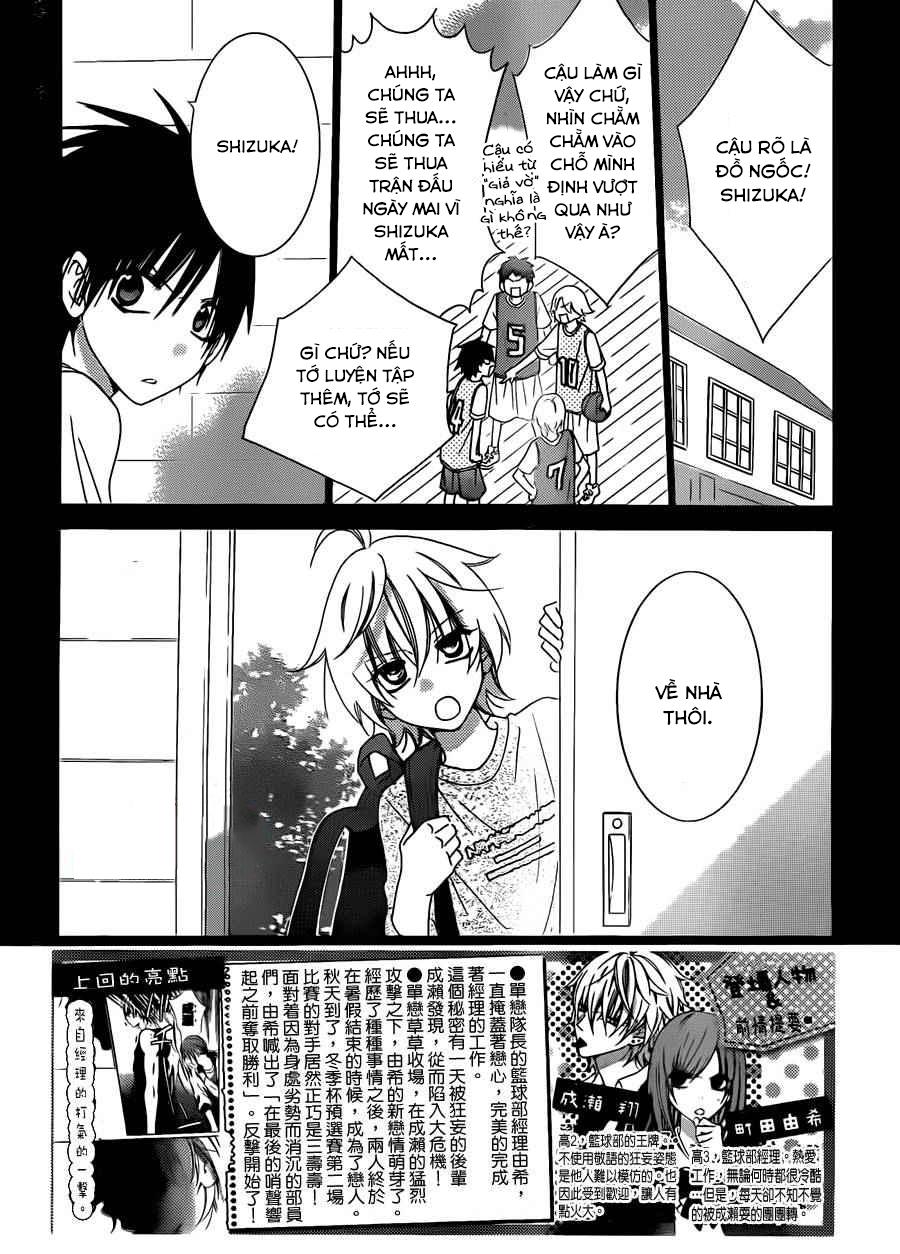 CẬU RÕ LÀ
ĐỒ NGỐC!
SHIZUKA!
CẬU LÀM GÌ
VẬY CHỨ,
NHÌN CHẰM
CHẰM VÀO
CHỖ MÌNH
ĐỊNH VƯỢT
QUA NHƯ
VẬY À?
Cậu có
hiểu từ
"giả vờ"
nghĩa là
gì không
thế?
AHHH,
CHÚNG TA
SẼ THUA...
CHÚNG TA
SẼ THUA
TRẬN ĐẤU
NGÀY MAI VÌ
SHIZUKA
MẤT...
5
10
7
GÌ CHỨ? NẾU
TỚ LUYỆN TẬP
THÊM, TỚ SẼ
CÓ THỂ...
SHIZUKA!
VỀ NHÀ
THÔI.
登場人物
&
前情提要
町田由希
高3，籃球部經理。熱愛
工作，無論何時都很冷酷
…但是，每天卻不知不覺
的被成瀨耍的團團轉。
成瀨 翔
高2，籃球部的王牌。
不使用敬語的狂妄姿態
是他人難以模仿的，也
因此受到歡迎，讓人有
點火大。
●單戀隊長的籃球部經理由希，
一直掩蓋著戀心，完美的完成
著經理的工作。
這個秘密有一天被狂妄的後輩
成瀨發現，從而陷入大危機！
●單戀草草收場，在成瀨的猛烈
攻擊之下，由希的新戀情萌芽了。
經歷了種種事情之後，兩人終於
在暑假結束的時候，成為了戀人。
秋天到了，冬季杯預選賽第二場
比賽的對手居然正巧是三壽！
面對着因為身處劣勢而消沉的部員
們，由希喊出了「在最後的哨聲響
起之前奪取勝利」。反擊開始了！
上回的亮點
來自經理的打氣的一擊。